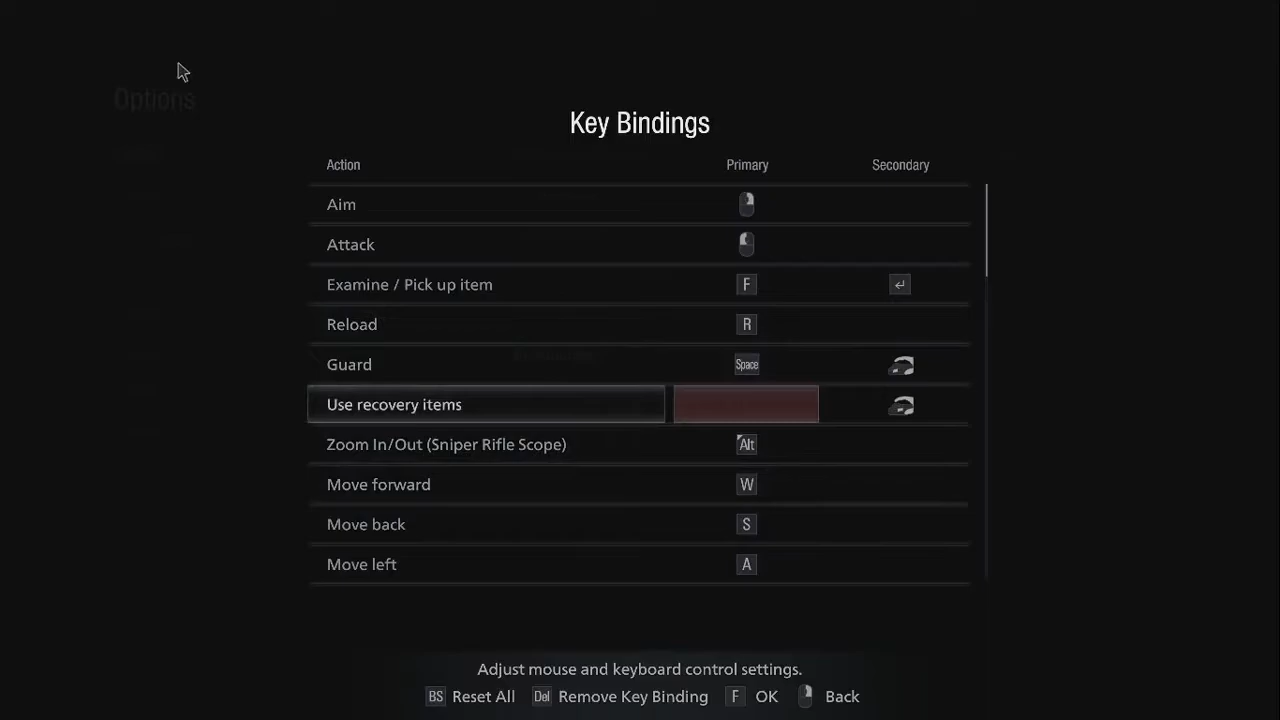 Options
Key Bindings
Action Primary Secondary
Aim
Attack
Examine / Pick up item F ↵
Reload R
Guard Space
Use recovery items
Zoom In/Out (Sniper Rifle Scope) Alt
Move forward W
Move back S
Move left A
Adjust mouse and keyboard control settings.
BS Reset All Del Remove Key Binding F OK Back